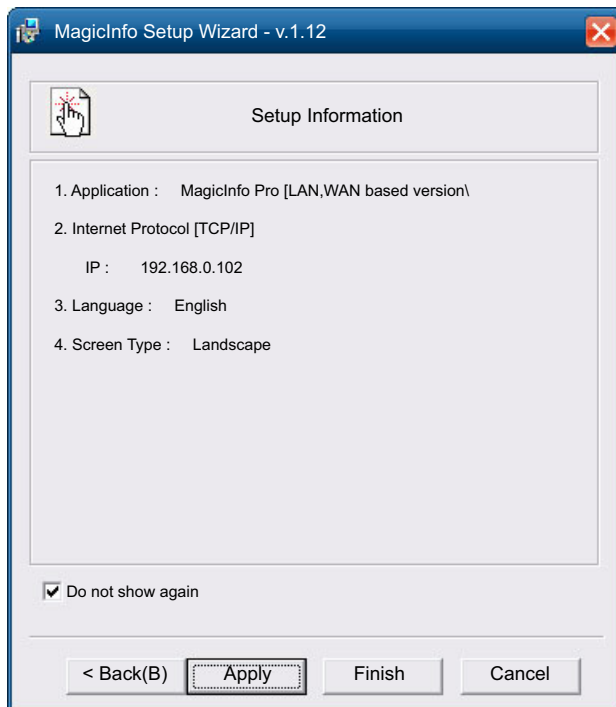 MagicInfo Setup Wizard - v.1.12
Setup Information
1. Application : MagicInfo Pro [LAN,WAN based version\
2. Internet Protocol [TCP/IP]
IP : 192.168.0.102
3. Language : English
4. Screen Type : Landscape
Do not show again
< Back(B) Apply Finish Cancel